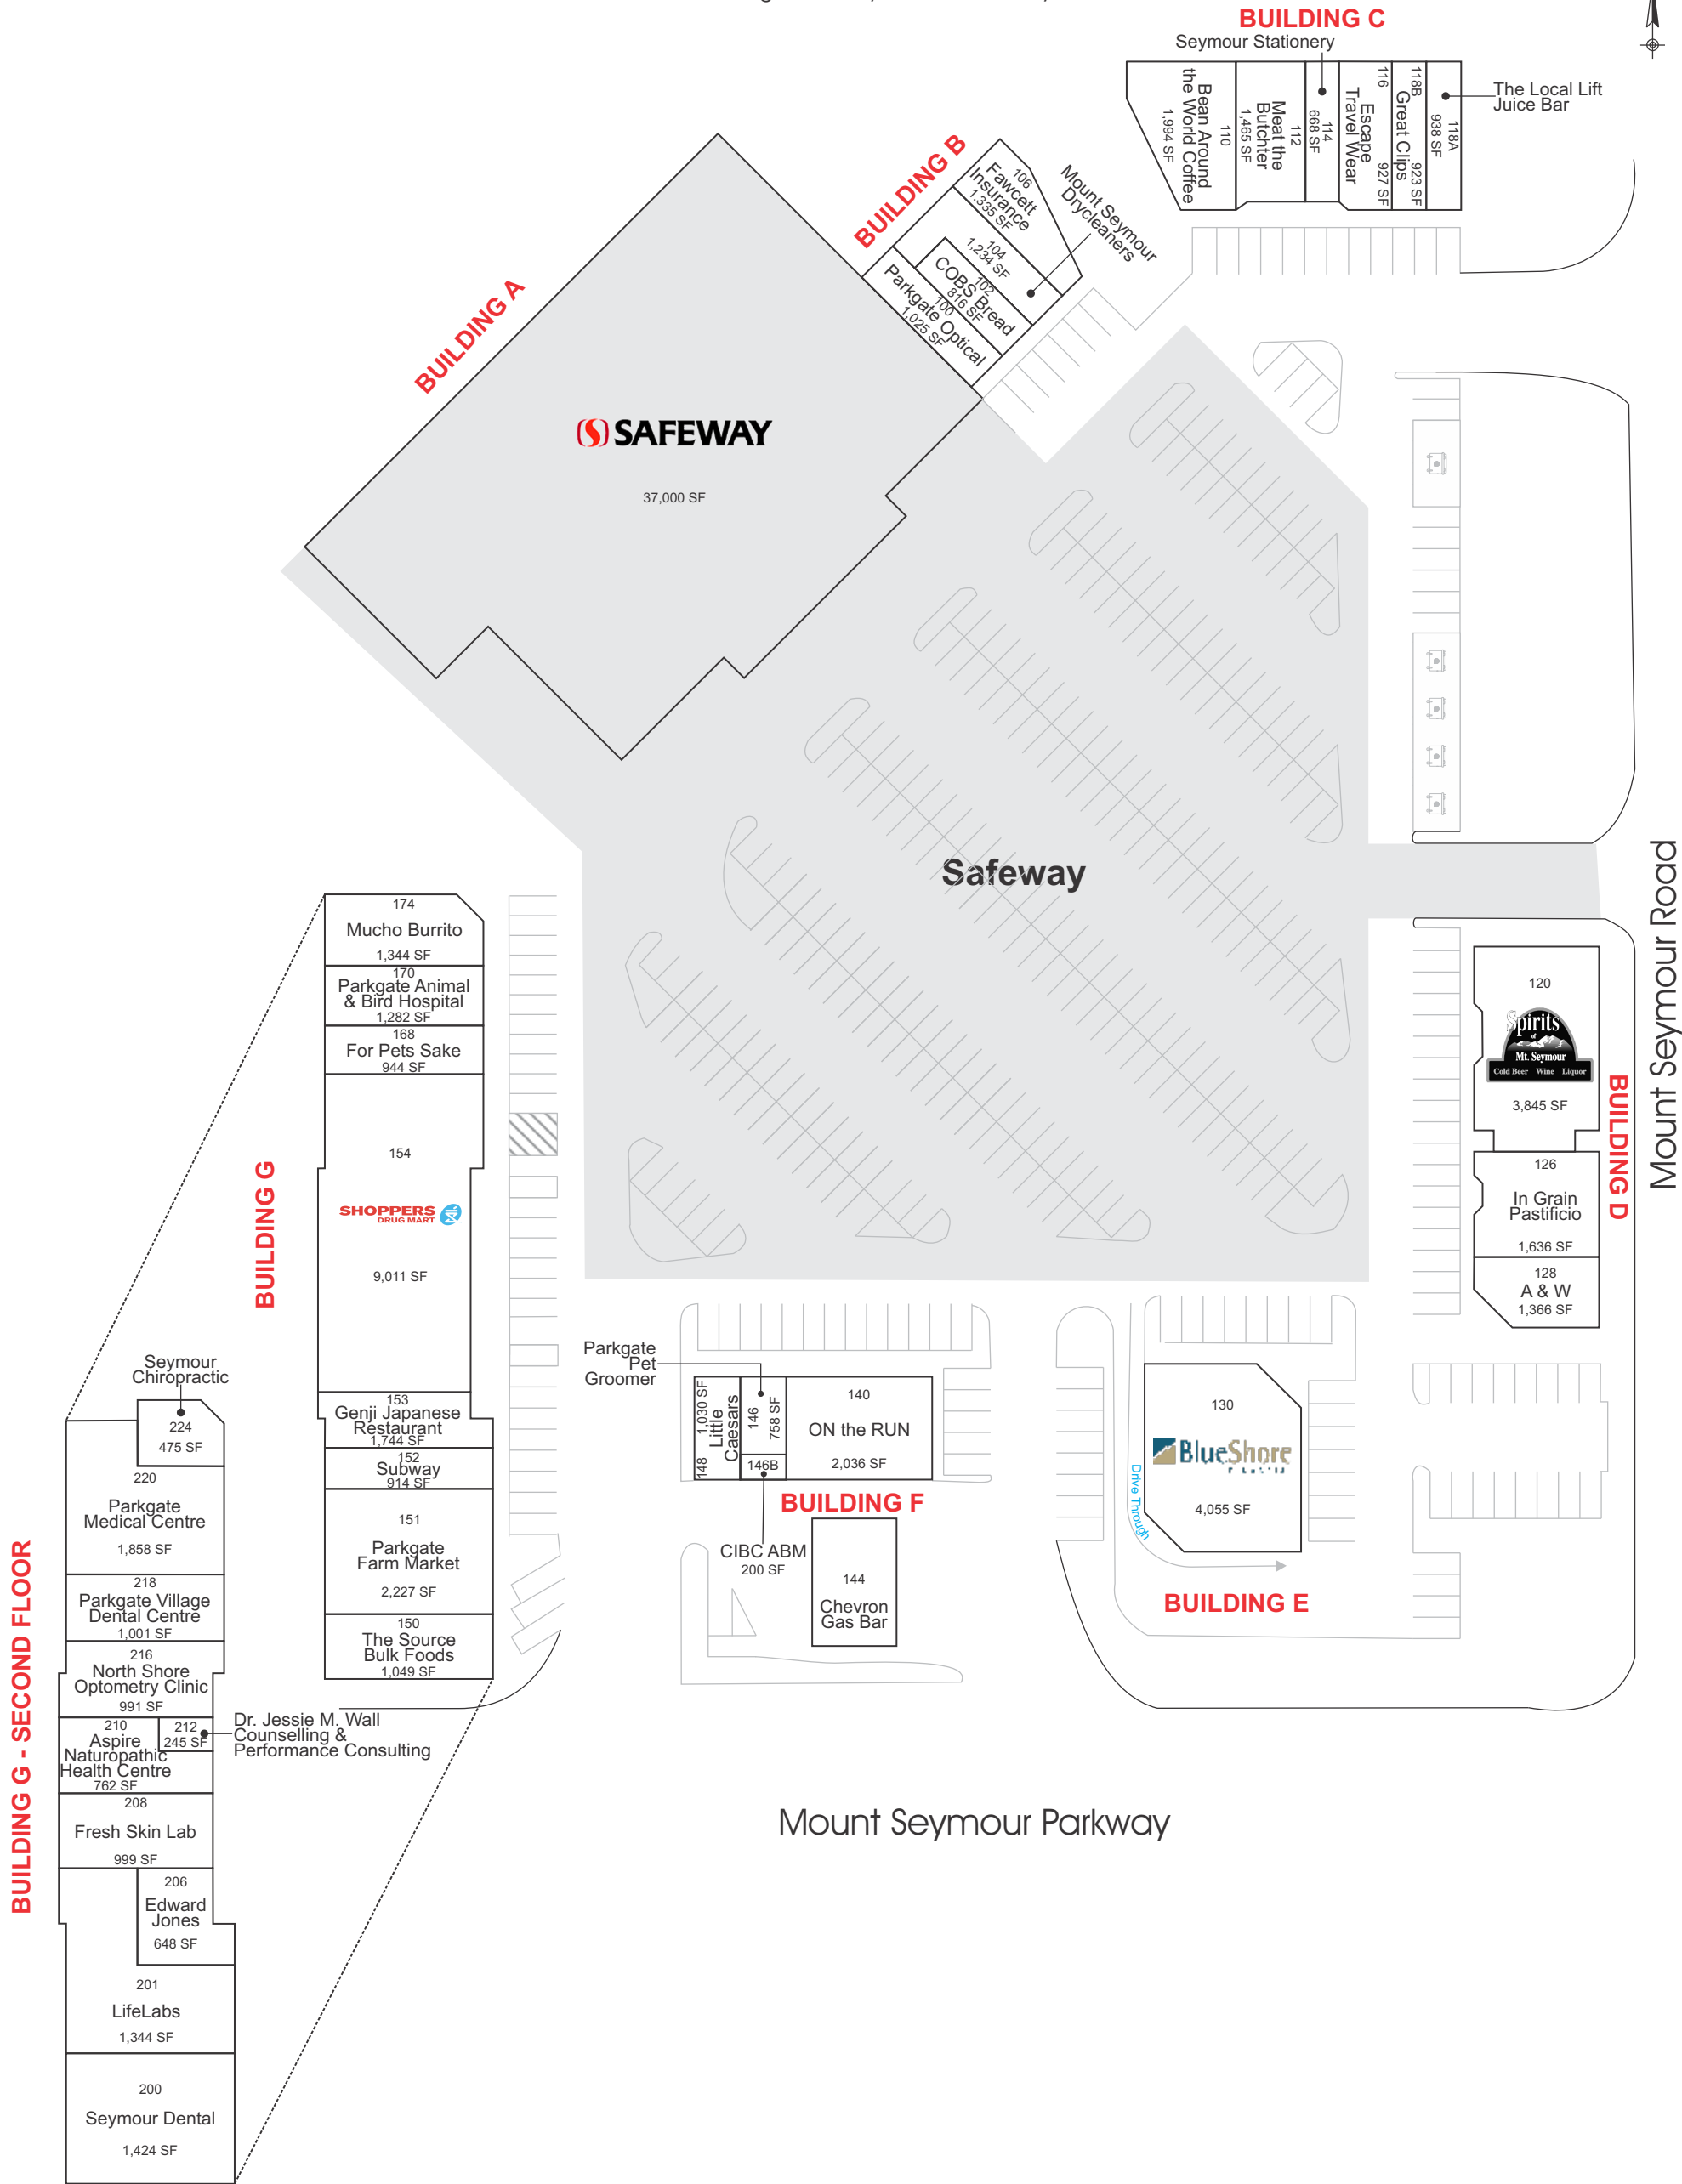 BUILDING C
Seymour Stationery
110
Bean Around
the World Coffee
1,994 SF
112
Meat the
Butchter
1,465 SF
114
668 SF
116
Escape
Travel Wear
927 SF
118B
Great Clips
923 SF
118A
938 SF
The Local Lift
Juice Bar
BUILDING B
106
Fawcett
Insurance
1,335 SF
104
1,234 SF
Mount Seymour
Drycleaners
102
COBS Bread
816 SF
100
Parkgate Optical
1,025 SF
BUILDING A
SAFEWAY
37,000 SF
Safeway
Mount Seymour Road
BUILDING D
120
Spirits
of
Mt. Seymour
Cold Beer Wine Liquor
3,845 SF
126
In Grain
Pastificio
1,636 SF
128
A & W
1,366 SF
BUILDING G
174
Mucho Burrito
1,344 SF
170
Parkgate Animal
& Bird Hospital
1,282 SF
168
For Pets Sake
944 SF
154
SHOPPERS
DRUG MART
9,011 SF
153
Genji Japanese
Restaurant
1,744 SF
152
Subway
914 SF
151
Parkgate
Farm Market
2,227 SF
150
The Source
Bulk Foods
1,049 SF
Parkgate
Pet
Groomer
148
Little
Caesars
1,030 SF
146
758 SF
146B
140
ON the RUN
2,036 SF
BUILDING F
CIBC ABM
200 SF
144
Chevron
Gas Bar
130
BlueShore
4,055 SF
Drive Through
BUILDING E
BUILDING G - SECOND FLOOR
Seymour
Chiropractic
224
475 SF
220
Parkgate
Medical Centre
1,858 SF
218
Parkgate Village
Dental Centre
1,001 SF
216
North Shore
Optometry Clinic
991 SF
210
Aspire
Naturopathic
Health Centre
762 SF
212
245 SF
Dr. Jessie M. Wall
Counselling &
Performance Consulting
208
Fresh Skin Lab
999 SF
206
Edward
Jones
648 SF
201
LifeLabs
1,344 SF
200
Seymour Dental
1,424 SF
Mount Seymour Parkway